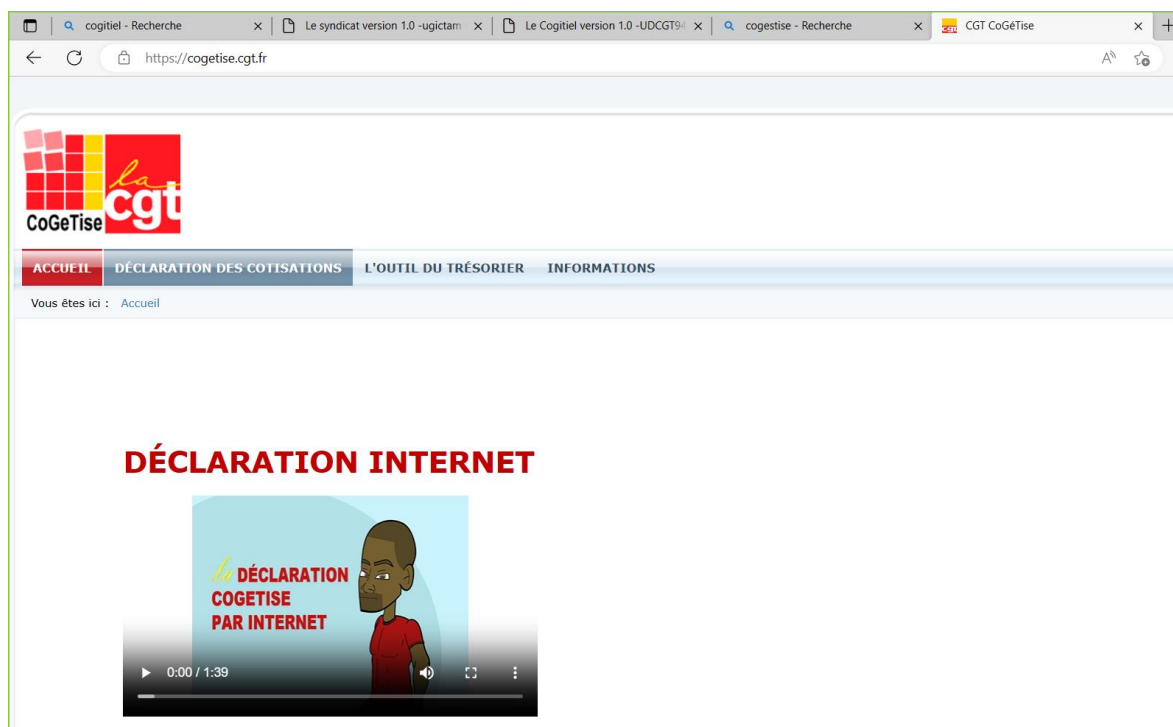 cogitiel - Recherche
Le syndicat version 1.0 -ugictam
Le Cogitiel version 1.0 -UDCGT94
cogestise - Recherche
CGT CoGéTise
https://cogetise.cgt.fr
CoGeTise
la
cgt
ACCUEIL DÉCLARATION DES COTISATIONS L'OUTIL DU TRÉSORIER INFORMATIONS
Vous êtes ici : Accueil
DÉCLARATION INTERNET
la DÉCLARATION
COGETISE
PAR INTERNET
0:00 / 1:39